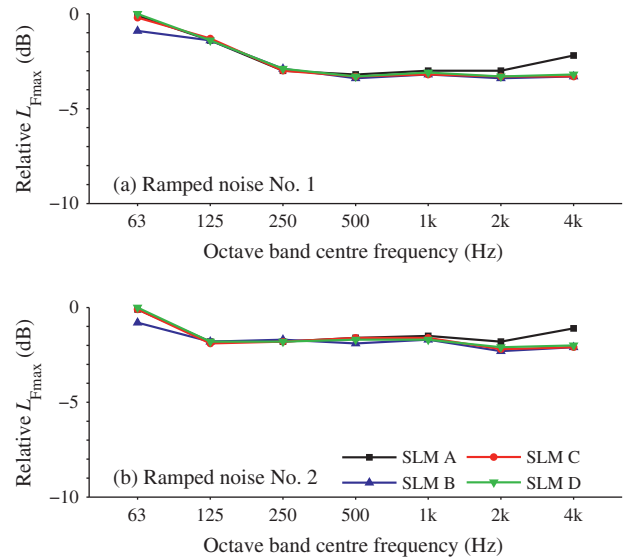 0
−5
−10
Relative L_Fmax (dB)
(a) Ramped noise No. 1
63 125 250 500 1k 2k 4k
Octave band centre frequency (Hz)
0
−5
−10
Relative L_Fmax (dB)
SLM A SLM C
SLM B SLM D
(b) Ramped noise No. 2
63 125 250 500 1k 2k 4k
Octave band centre frequency (Hz)